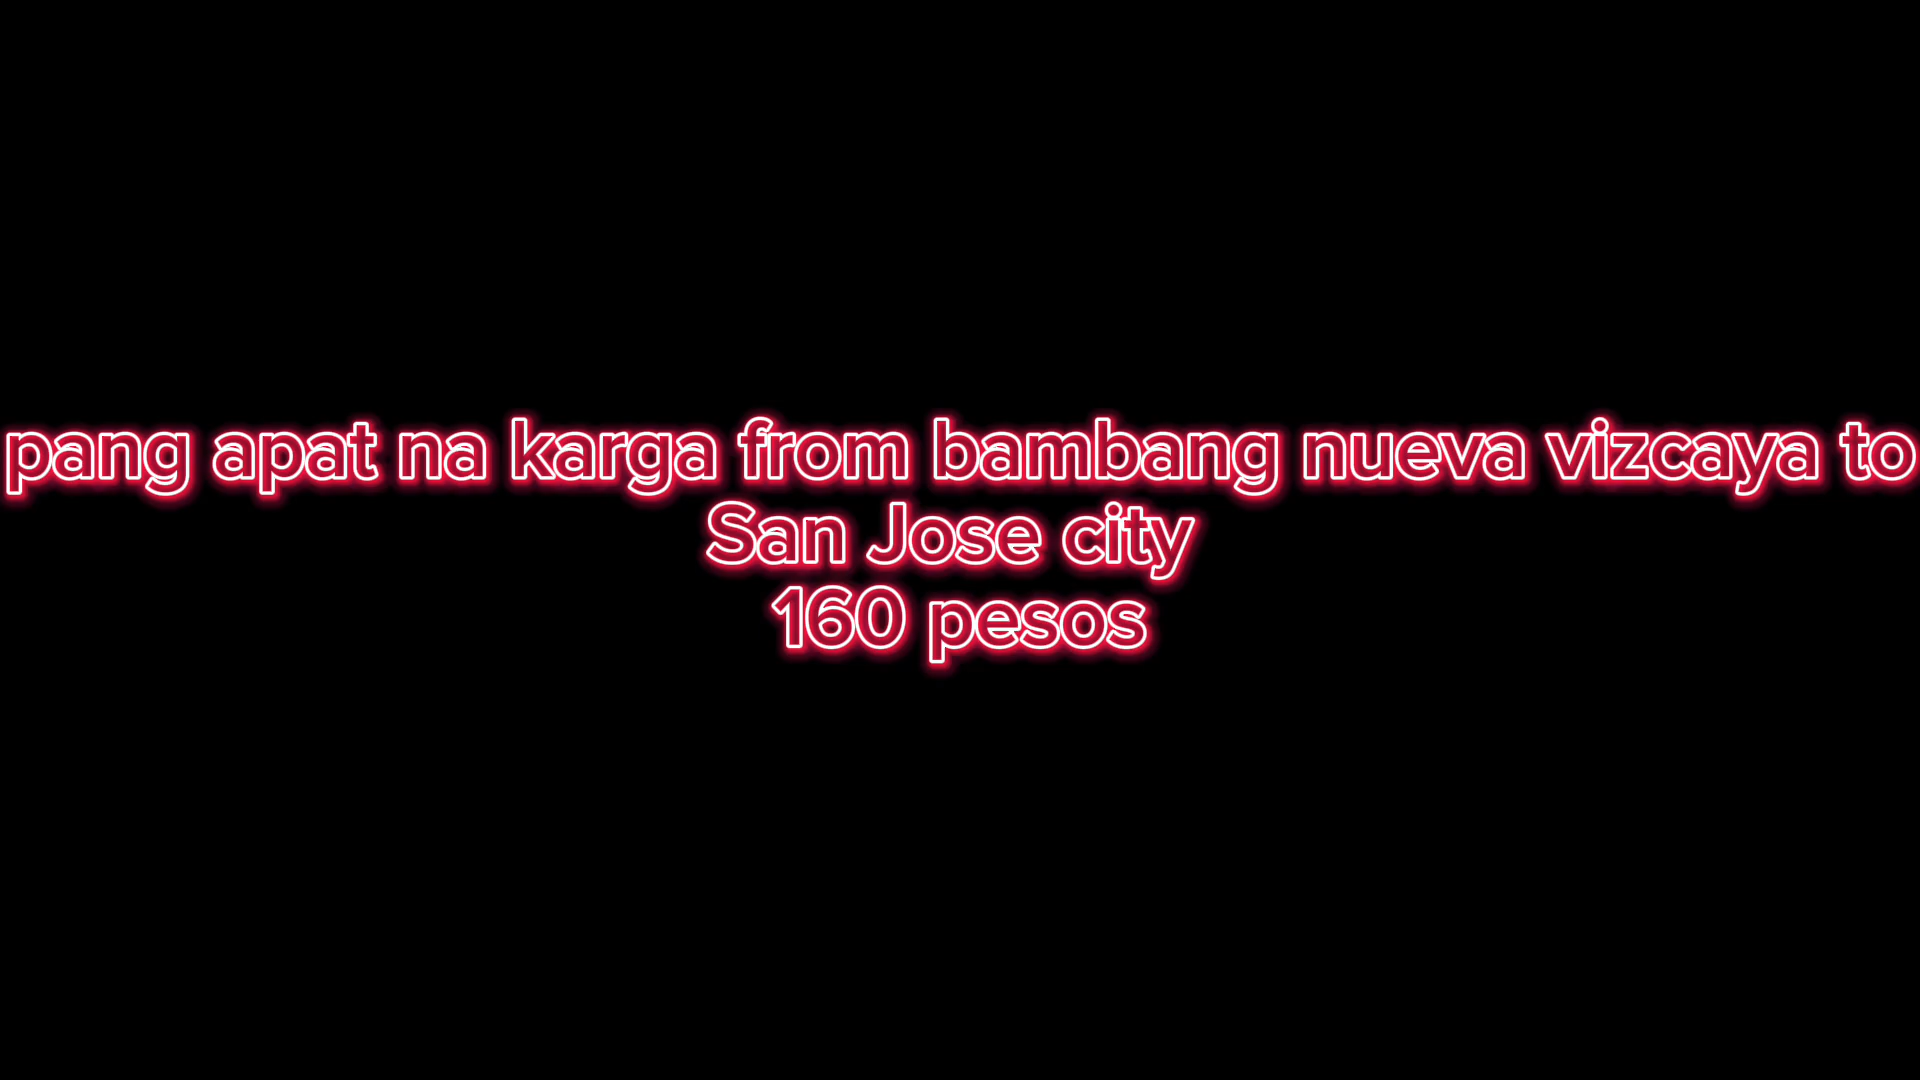 pang apat na karga from bambang nueva vizcaya to
San Jose city
160 pesos